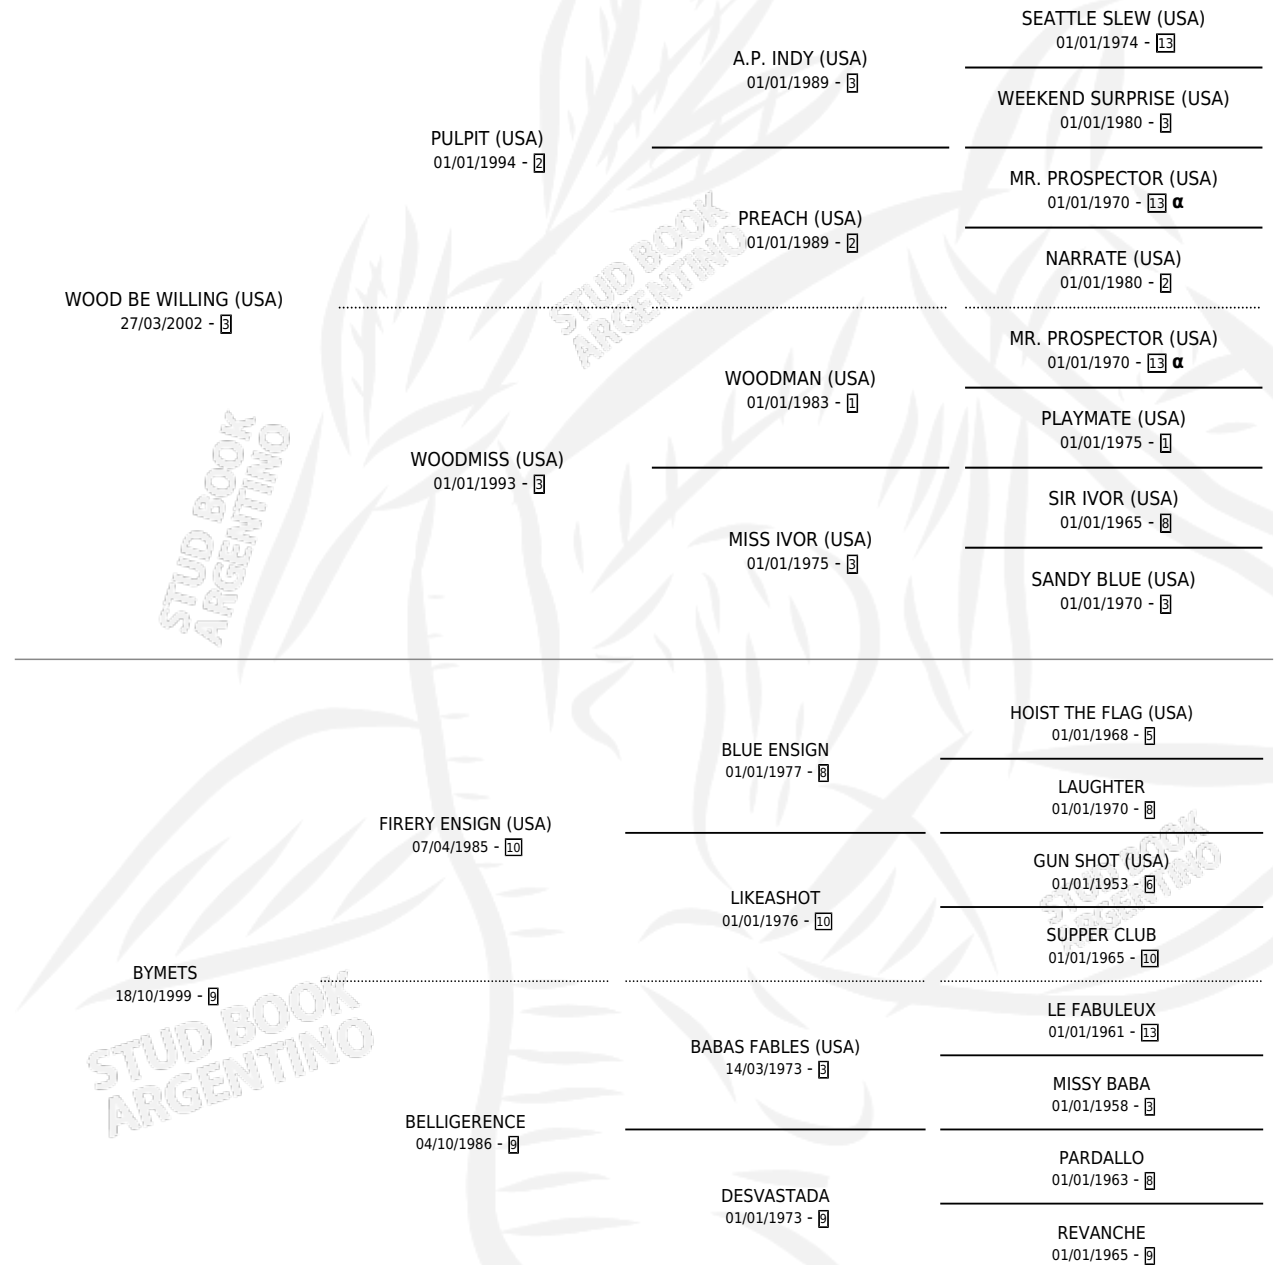 SEATTLE SLEW (USA)
01/01/1974 - 13
A.P. INDY (USA)
01/01/1989 - 3
WEEKEND SURPRISE (USA)
01/01/1980 - 3
PULPIT (USA)
01/01/1994 - 2
MR. PROSPECTOR (USA)
01/01/1970 - 13 α
PREACH (USA)
01/01/1989 - 2
NARRATE (USA)
01/01/1980 - 2
WOOD BE WILLING (USA)
27/03/2002 - 3
MR. PROSPECTOR (USA)
01/01/1970 - 13 α
WOODMAN (USA)
01/01/1983 - 1
PLAYMATE (USA)
01/01/1975 - 1
WOODMISS (USA)
01/01/1993 - 3
SIR IVOR (USA)
01/01/1965 - 8
MISS IVOR (USA)
01/01/1975 - 3
SANDY BLUE (USA)
01/01/1970 - 3
HOIST THE FLAG (USA)
01/01/1968 - 5
BLUE ENSIGN
01/01/1977 - 8
LAUGHTER
01/01/1970 - 8
FIRERY ENSIGN (USA)
07/04/1985 - 10
GUN SHOT (USA)
01/01/1953 - 6
LIKEASHOT
01/01/1976 - 10
SUPPER CLUB
01/01/1965 - 10
BYMETS
18/10/1999 - 9
LE FABULEUX
01/01/1961 - 13
BABAS FABLES (USA)
14/03/1973 - 3
MISSY BABA
01/01/1958 - 3
BELLIGERENCE
04/10/1986 - 9
PARDALLO
01/01/1963 - 8
DESVASTADA
01/01/1973 - 9
REVANCHE
01/01/1965 - 9
STUD BOOK
ARGENTINO
STUD BOOK
ARGENTINO
STUD BOOK
ARGENTINO
STUD BOOK
ARGENTINO